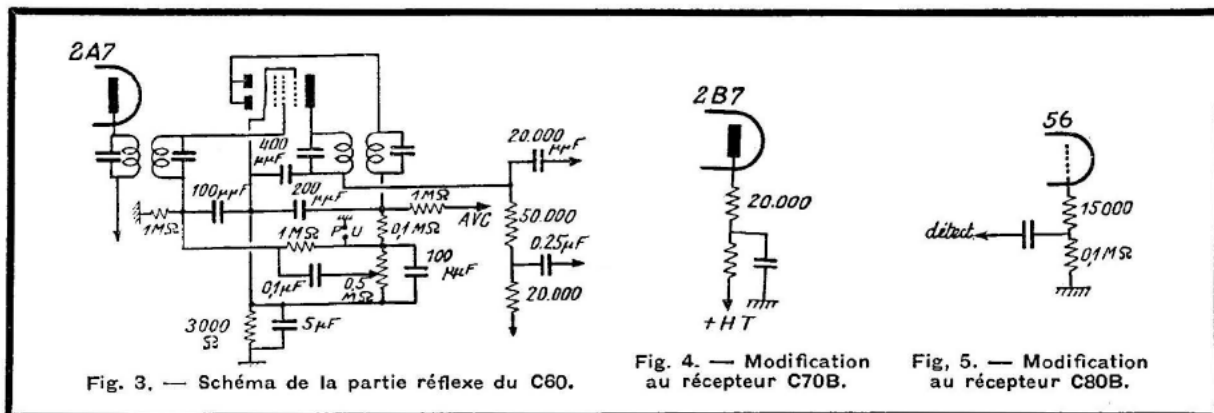 2A7
400
µµF
100µµF
200
µµF
1MΩ
AVC
1MΩ
1MΩ
P U
0,1MΩ
100
µµF
0,1µF
0,5
MΩ
3000
Ω
5µF
20.000
µµF
50.000
0.25µF
20.000
Fig. 3. — Schéma de la partie réflexe du C60.
2B7
20.000
+HT
Fig. 4. — Modification
au récepteur C70B.
56
15000
détect.
0,1MΩ
Fig, 5. — Modification
au récepteur C80B.